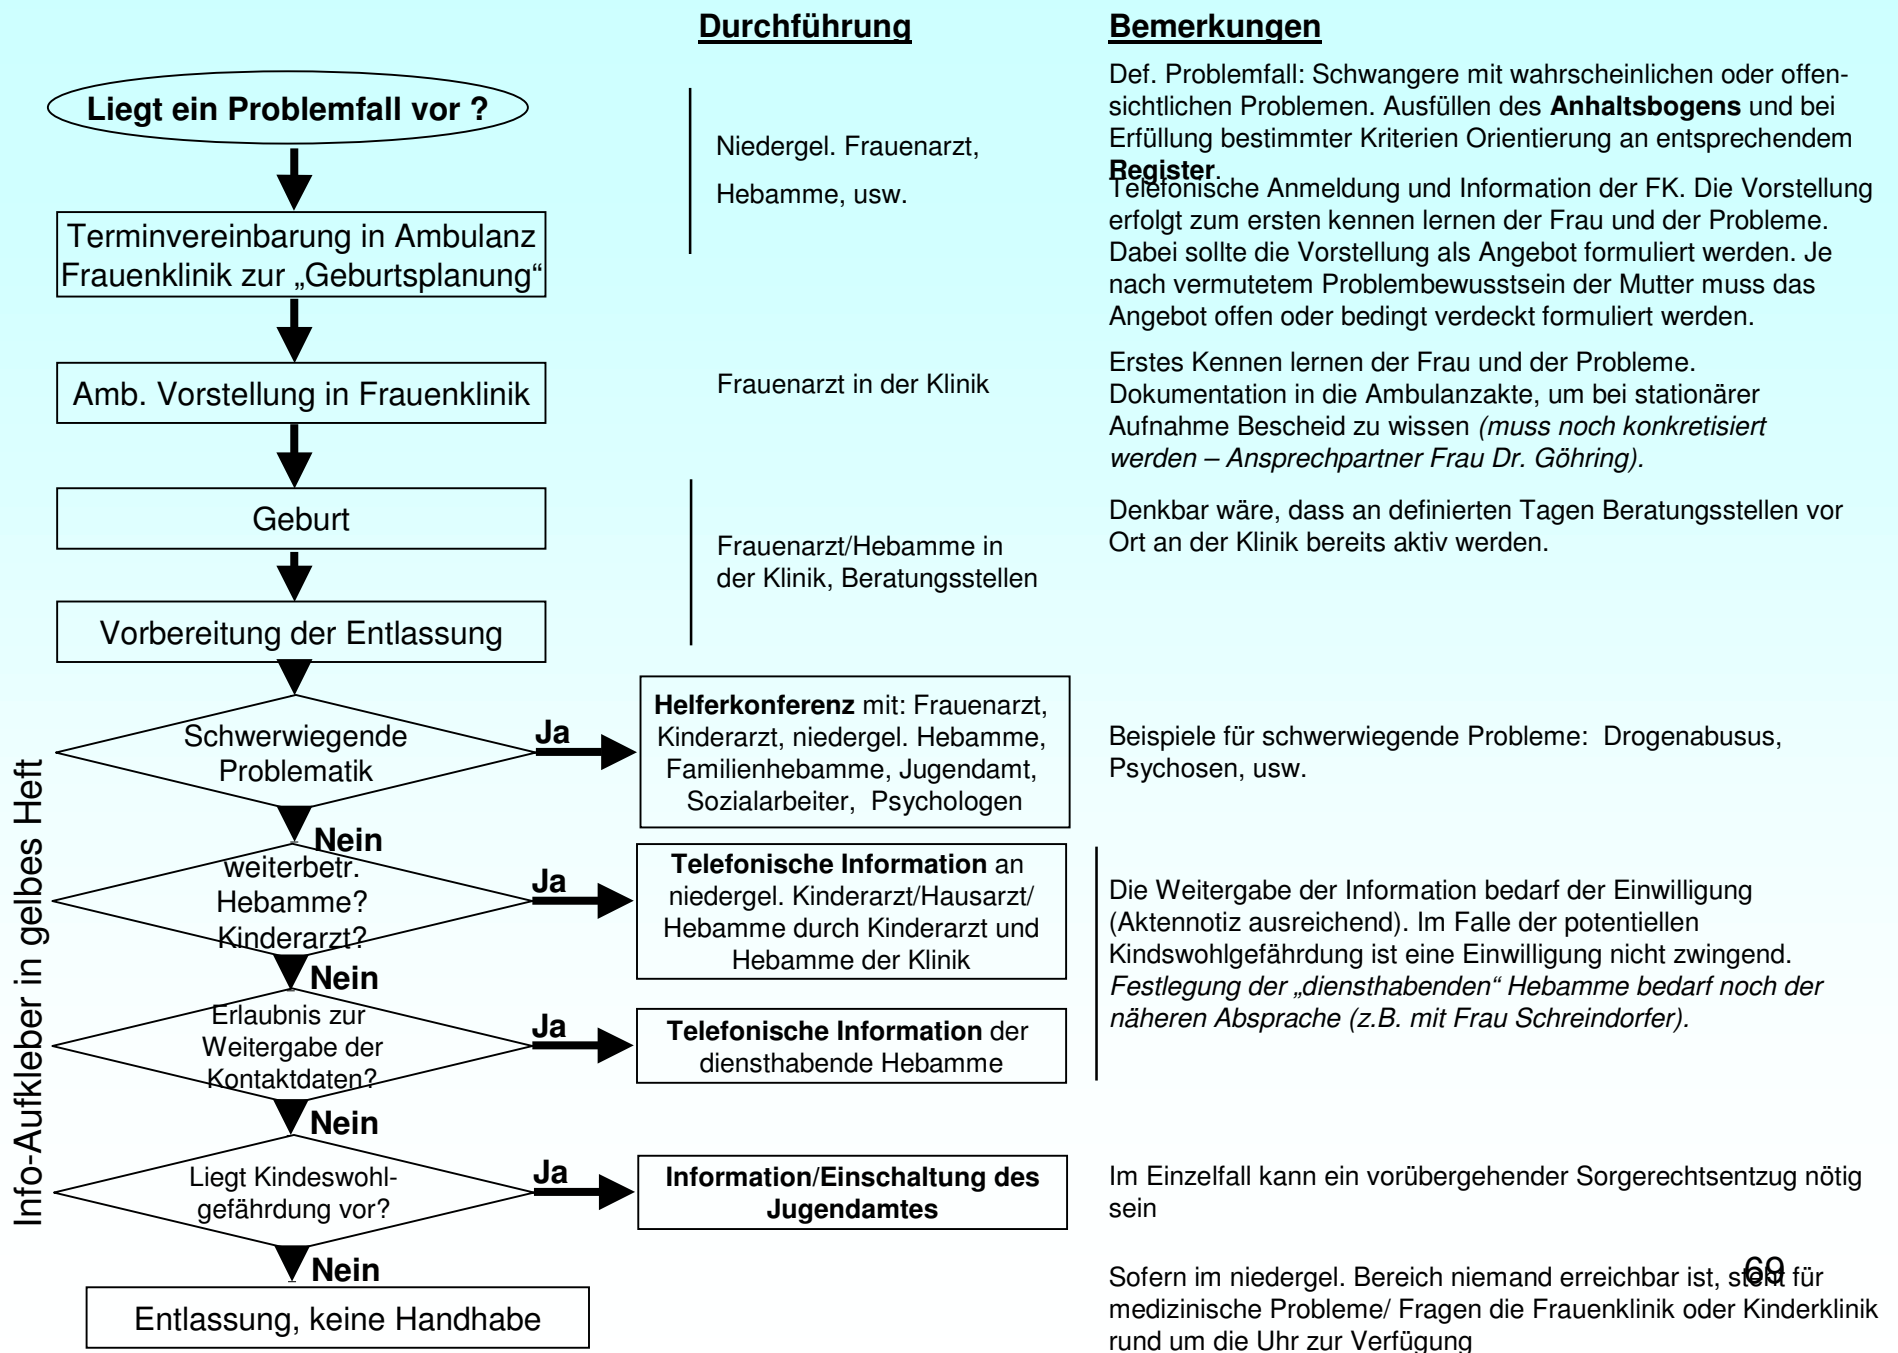 Durchführung
Bemerkungen
Liegt ein Problemfall vor ?
Niedergel. Frauenarzt,
Hebamme, usw.
Def. Problemfall: Schwangere mit wahrscheinlichen oder offen-
sichtlichen Problemen. Ausfüllen des Anhaltsbogens und bei
Erfüllung bestimmter Kriterien Orientierung an entsprechendem
Register.
Terminvereinbarung in Ambulanz
Frauenklinik zur „Geburtsplanung“
Telefonische Anmeldung und Information der FK. Die Vorstellung
erfolgt zum ersten kennen lernen der Frau und der Probleme.
Dabei sollte die Vorstellung als Angebot formuliert werden. Je
nach vermutetem Problembewusstsein der Mutter muss das
Angebot offen oder bedingt verdeckt formuliert werden.
Amb. Vorstellung in Frauenklinik
Frauenarzt in der Klinik
Erstes Kennen lernen der Frau und der Probleme.
Dokumentation in die Ambulanzakte, um bei stationärer
Aufnahme Bescheid zu wissen (muss noch konkretisiert
werden – Ansprechpartner Frau Dr. Göhring).
Geburt
Frauenarzt/Hebamme in
der Klinik, Beratungsstellen
Denkbar wäre, dass an definierten Tagen Beratungsstellen vor
Ort an der Klinik bereits aktiv werden.
Vorbereitung der Entlassung
Schwerwiegende
Problematik
Ja
Helferkonferenz mit: Frauenarzt,
Kinderarzt, niedergel. Hebamme,
Familienhebamme, Jugendamt,
Sozialarbeiter, Psychologen
Beispiele für schwerwiegende Probleme: Drogenabusus,
Psychosen, usw.
Nein
weiterbetr.
Hebamme?
Kinderarzt?
Ja
Telefonische Information an
niedergel. Kinderarzt/Hausarzt/
Hebamme durch Kinderarzt und
Hebamme der Klinik
Die Weitergabe der Information bedarf der Einwilligung
(Aktennotiz ausreichend). Im Falle der potentiellen
Kindswohlgefährdung ist eine Einwilligung nicht zwingend.
Festlegung der „diensthabenden“ Hebamme bedarf noch der
näheren Absprache (z.B. mit Frau Schreindorfer).
Nein
Erlaubnis zur
Weitergabe der
Kontaktdaten?
Ja
Telefonische Information der
diensthabende Hebamme
Nein
Liegt Kindeswohl-
gefährdung vor?
Ja
Information/Einschaltung des
Jugendamtes
Im Einzelfall kann ein vorübergehender Sorgerechtsentzug nötig
sein
Nein
Entlassung, keine Handhabe
Sofern im niedergel. Bereich niemand erreichbar ist, steht für
medizinische Probleme/ Fragen die Frauenklinik oder Kinderklinik
rund um die Uhr zur Verfügung
69
Info-Aufkleber in gelbes Heft